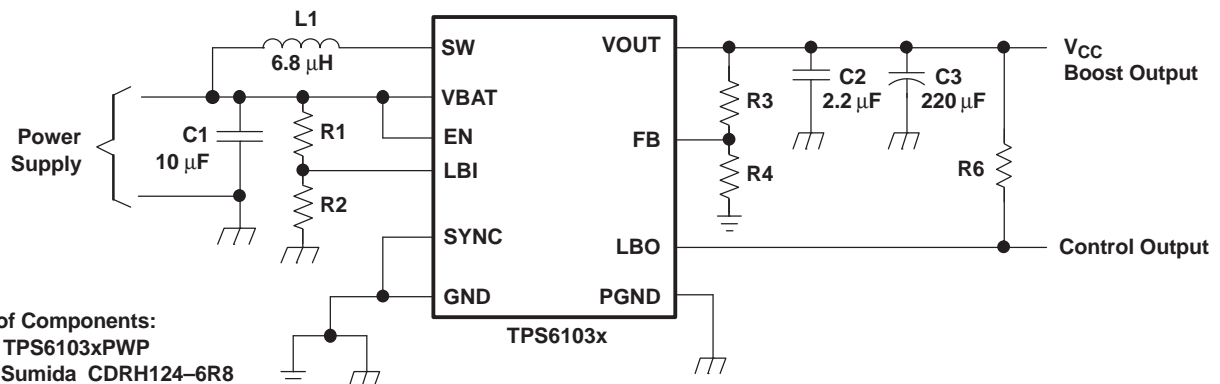 L1
6.8 μH
SW
VOUT
VCC
Boost Output
VBAT
C1
10 μF
R1
EN
Power
Supply
LBI
R2
R3
C2
2.2 μF
C3
220 μF
FB
R4
R6
SYNC
LBO
Control Output
GND
PGND
TPS6103x
of Components:
TPS6103xPWP
Sumida CDRH124–6R8